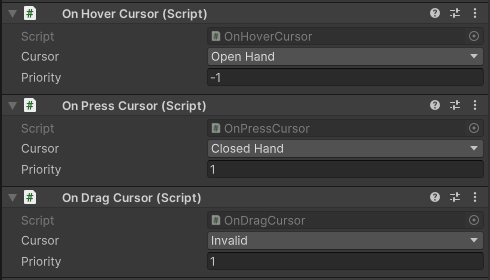 On Hover Cursor (Script)
Script OnHoverCursor
Cursor Open Hand
Priority -1
On Press Cursor (Script)
Script OnPressCursor
Cursor Closed Hand
Priority 1
On Drag Cursor (Script)
Script OnDragCursor
Cursor Invalid
Priority 1